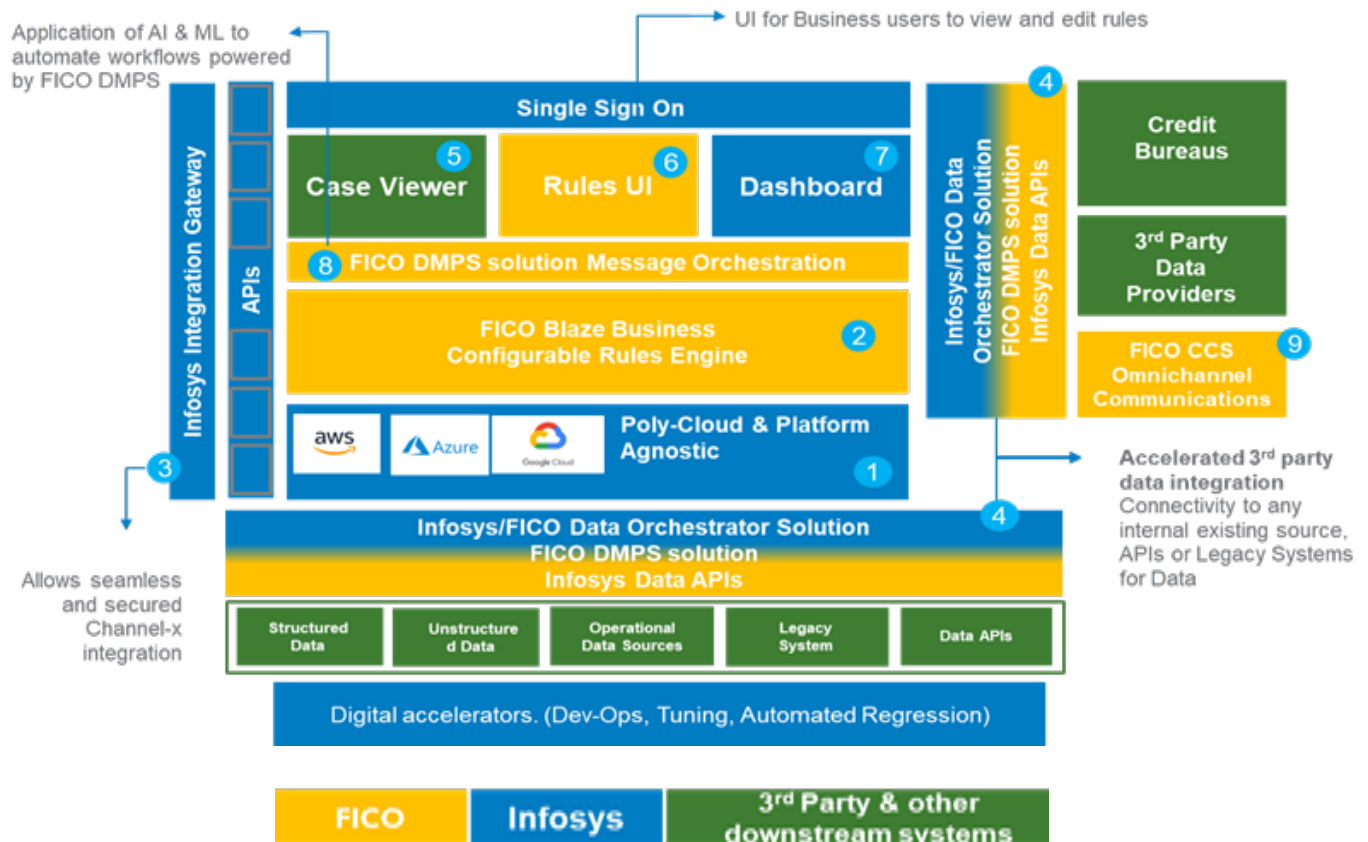 UI for Business users to view and edit rules
Application of AI & ML to
automate workflows powered
by FICO DMPS
Infosys Integration Gateway
APIs
Single Sign On
5
Case Viewer
6
Rules UI
7
Dashboard
8
FICO DMPS solution Message Orchestration
FICO Blaze Business
Configurable Rules Engine
2
aws
Azure
Google Cloud
Poly-Cloud & Platform
Agnostic
1
4
Infosys/FICO Data
Orchestrator Solution
FICO DMPS solution
Infosys Data APIs
Credit
Bureaus
3rd Party
Data
Providers
9
FICO CCS
Omnichannel
Communications
3
Allows seamless
and secured
Channel-x
integration
Accelerated 3rd party
data integration
Connectivity to any
internal existing source,
APIs or Legacy Systems
for Data
4
Infosys/FICO Data Orchestrator Solution
FICO DMPS solution
Infosys Data APIs
Structured
Data
Unstructure
d Data
Operational
Data Sources
Legacy
System
Data APIs
Digital accelerators. (Dev-Ops, Tuning, Automated Regression)
FICO
Infosys
3rd Party & other
downstream systems